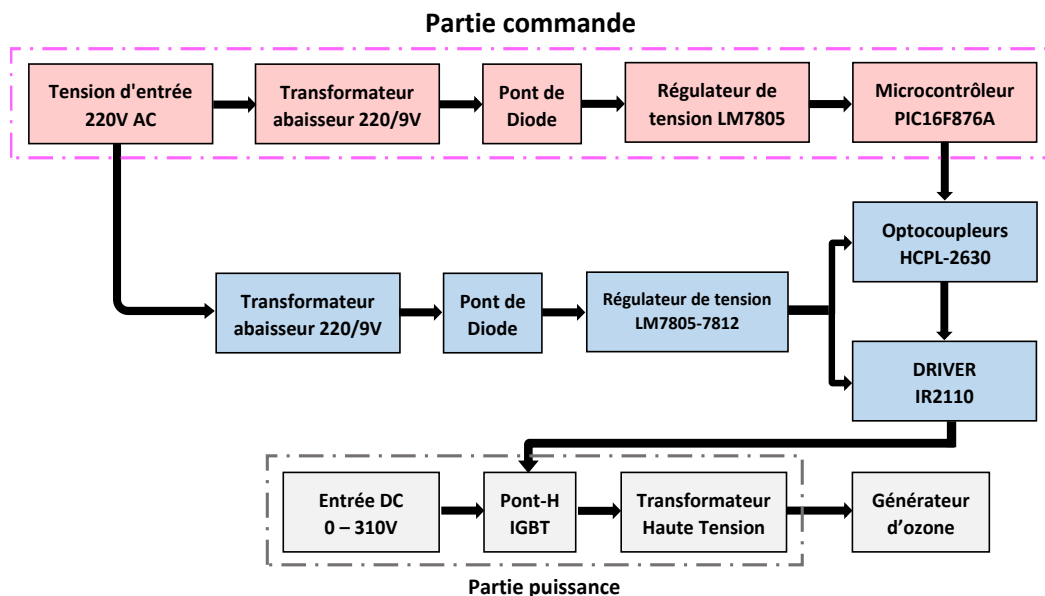 Partie commande
Tension d'entrée
220V AC
Transformateur
abaisseur 220/9V
Pont de
Diode
Régulateur de
tension LM7805
Microcontrôleur
PIC16F876A
Optocoupleurs
HCPL-2630
Transformateur
abaisseur 220/9V
Pont de
Diode
Régulateur de tension
LM7805-7812
DRIVER
IR2110
Entrée DC
0 – 310V
Pont-H
IGBT
Transformateur
Haute Tension
Générateur
d’ozone
Partie puissance